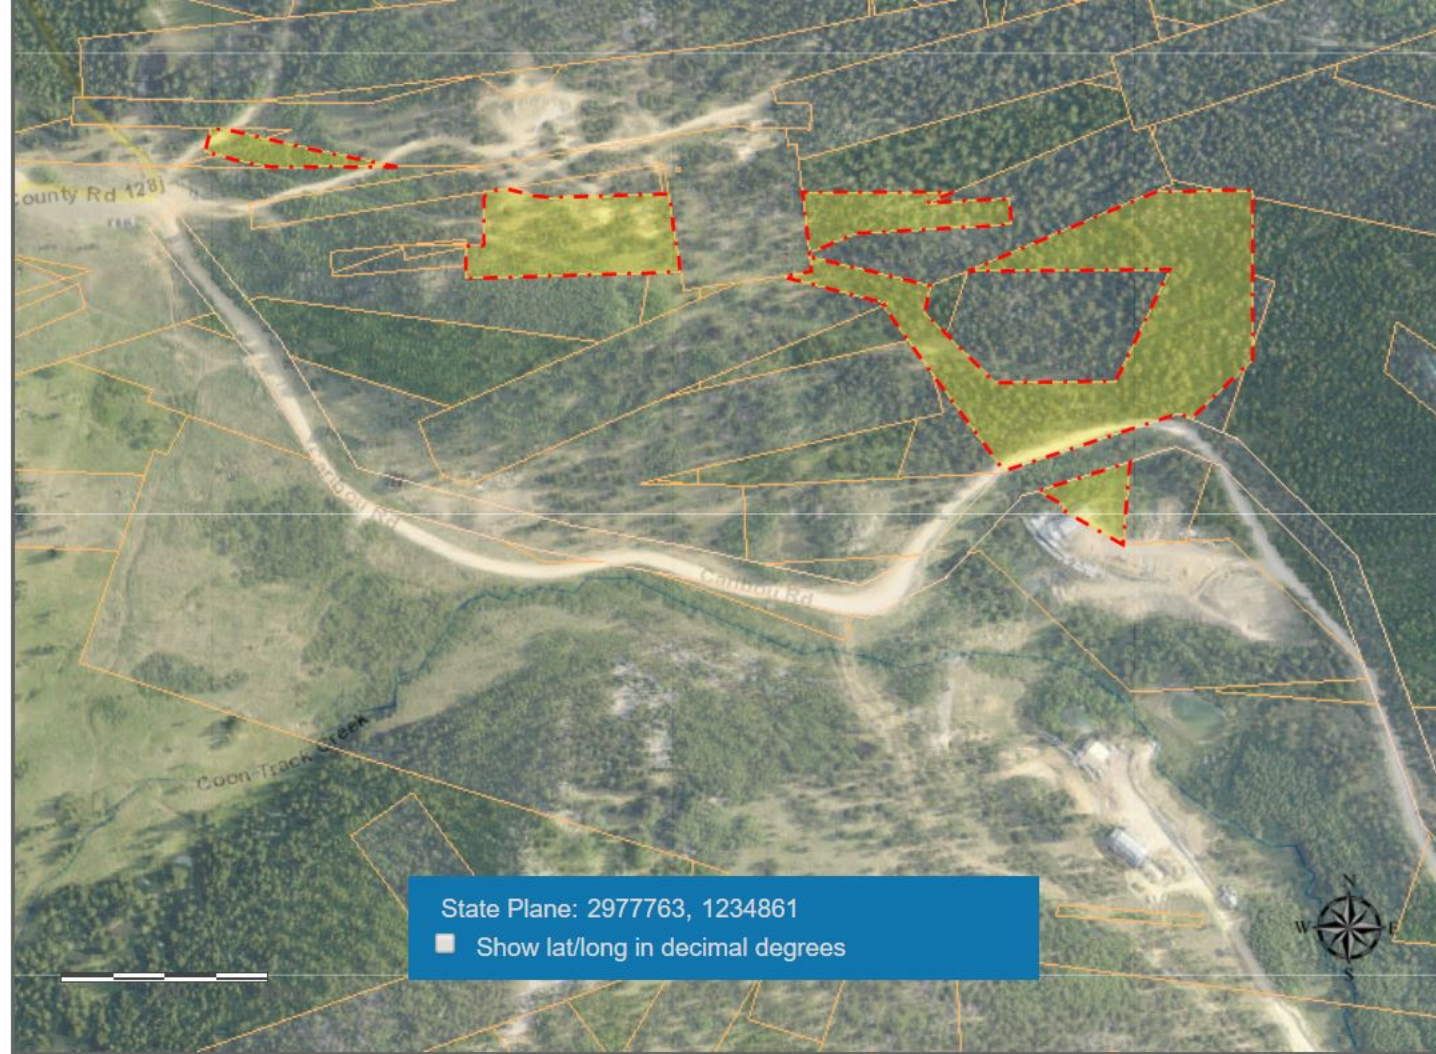 County Rd 128j
Caribou Rd
Caribou Rd
Coon Track Creek
State Plane: 2977763, 1234861
Show lat/long in decimal degrees
N
W E
S